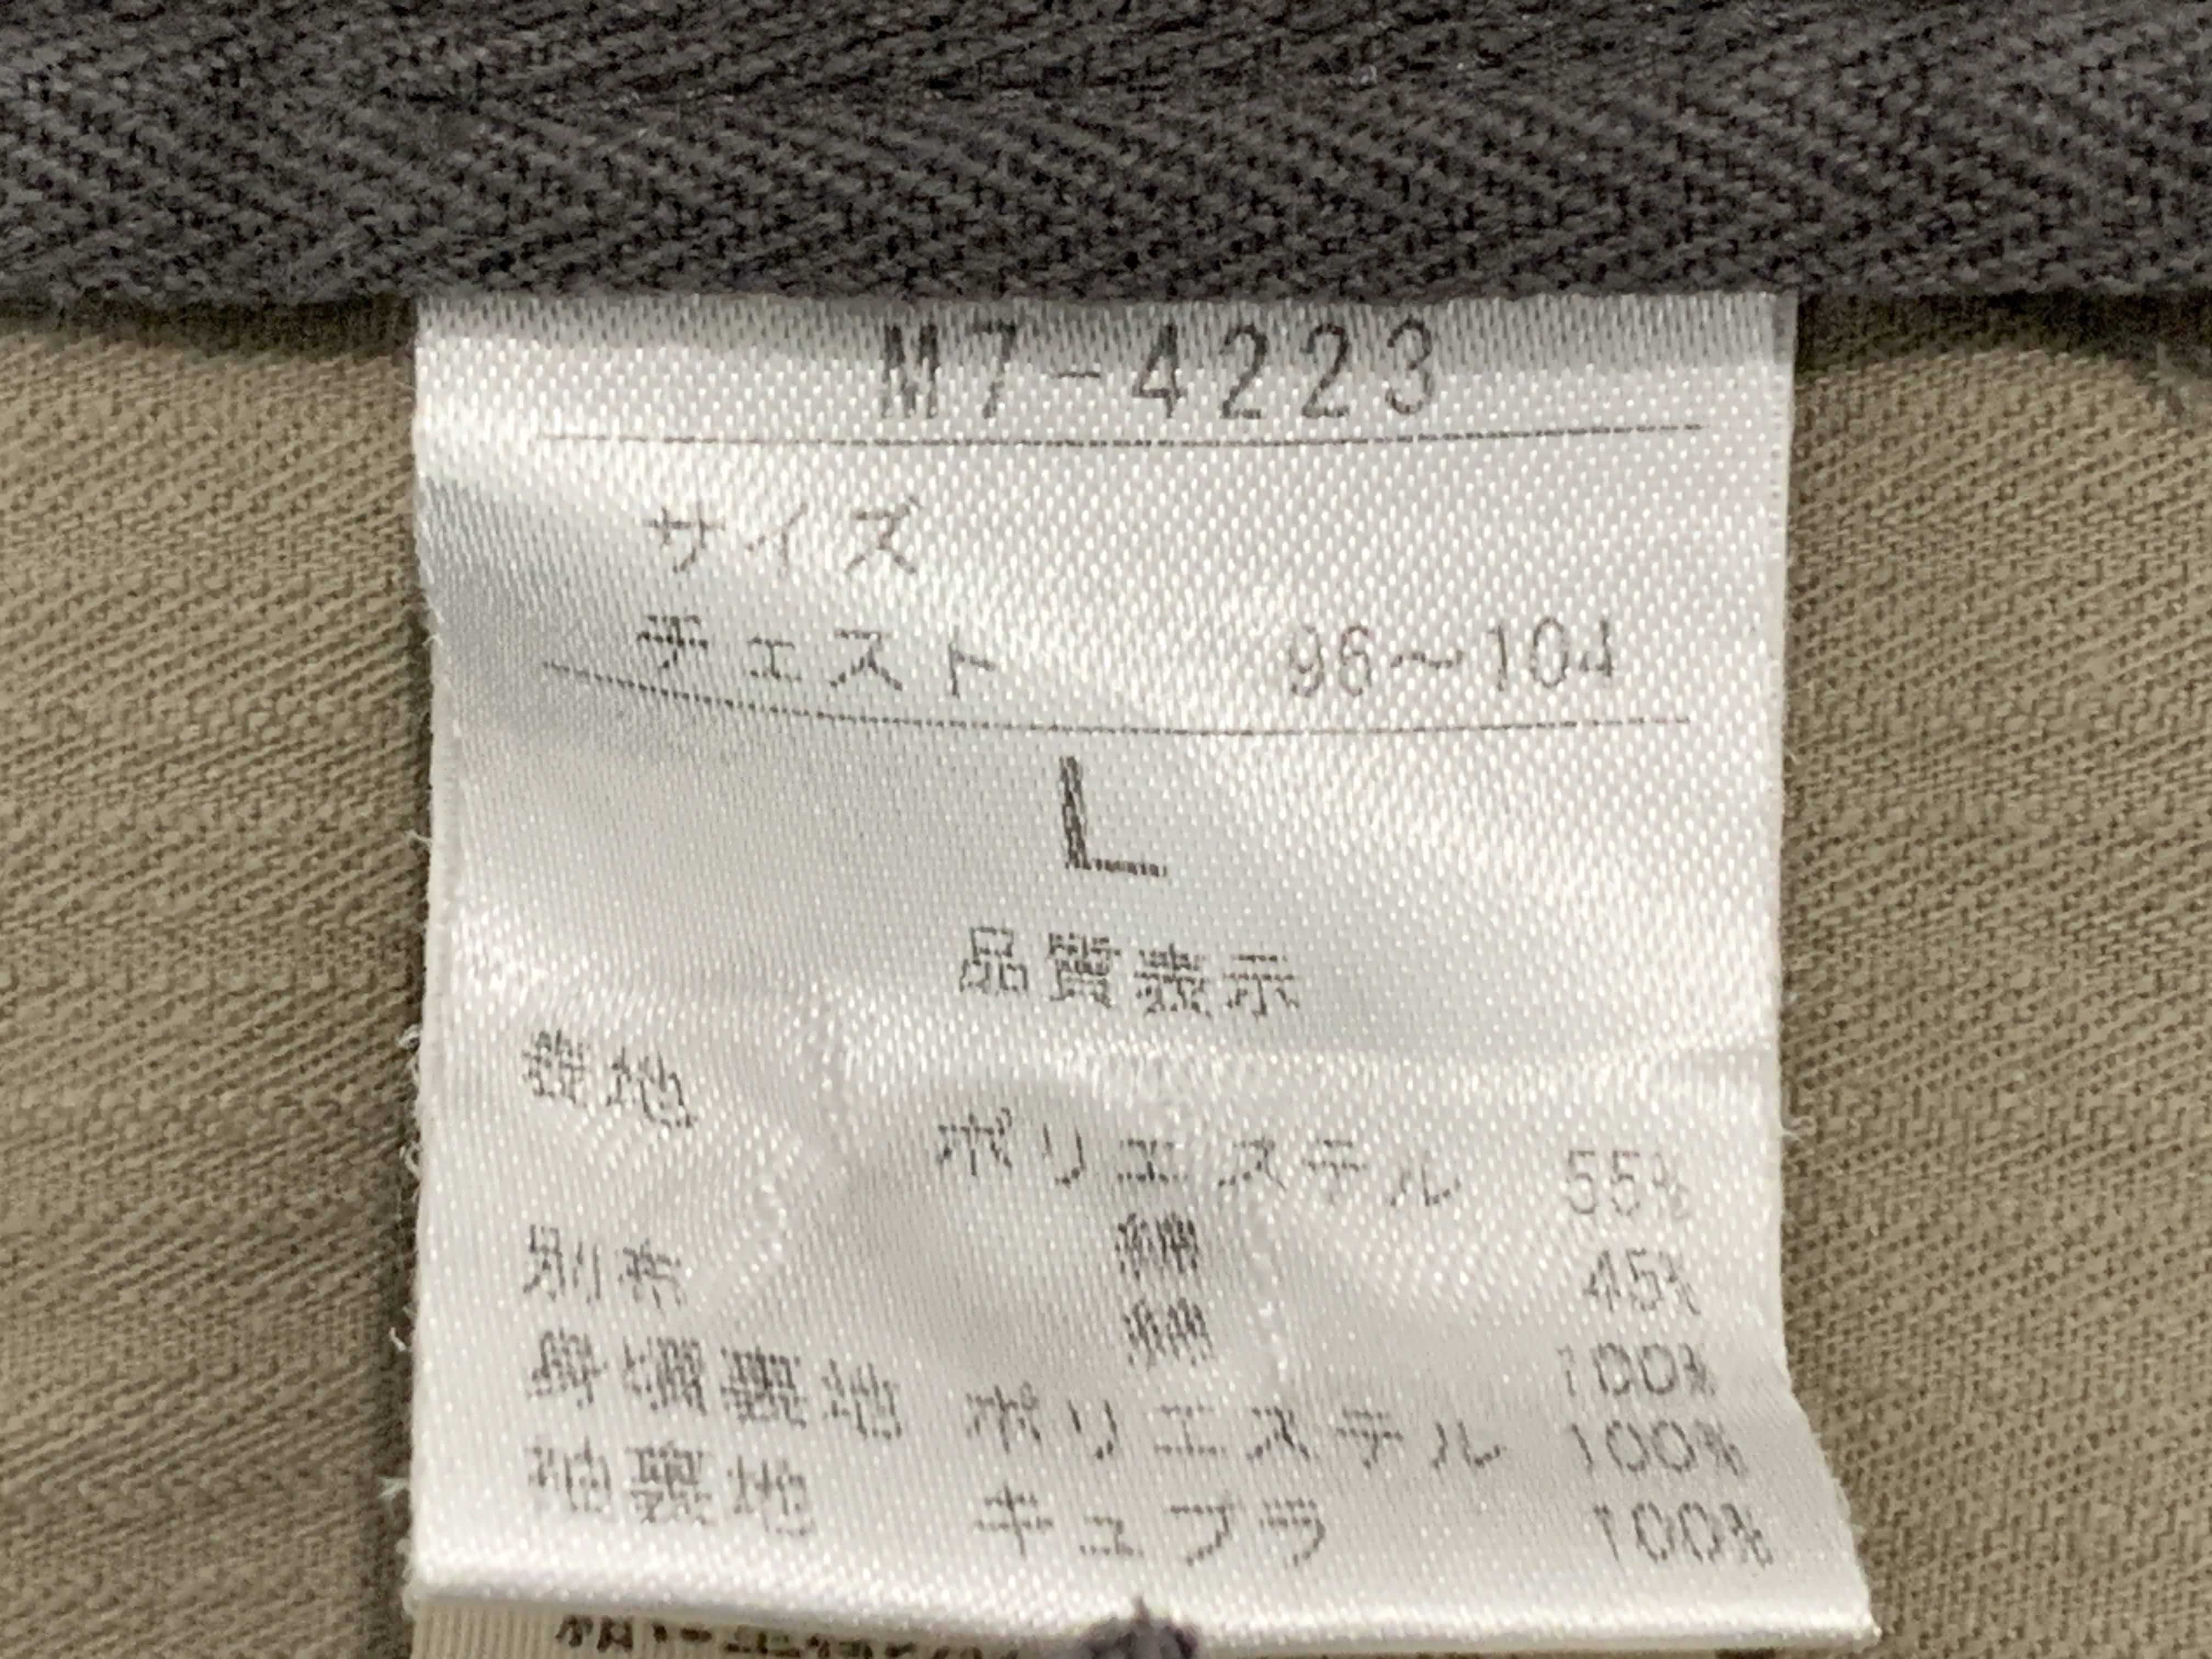 M7-4223
サイズ
チェスト 96~104
L
品質表示
表地
ポリエステル 55%
綿 45%
別布 綿 100%
身頃裏地 ポリエステル 100%
袖裏地 キュプラ 100%